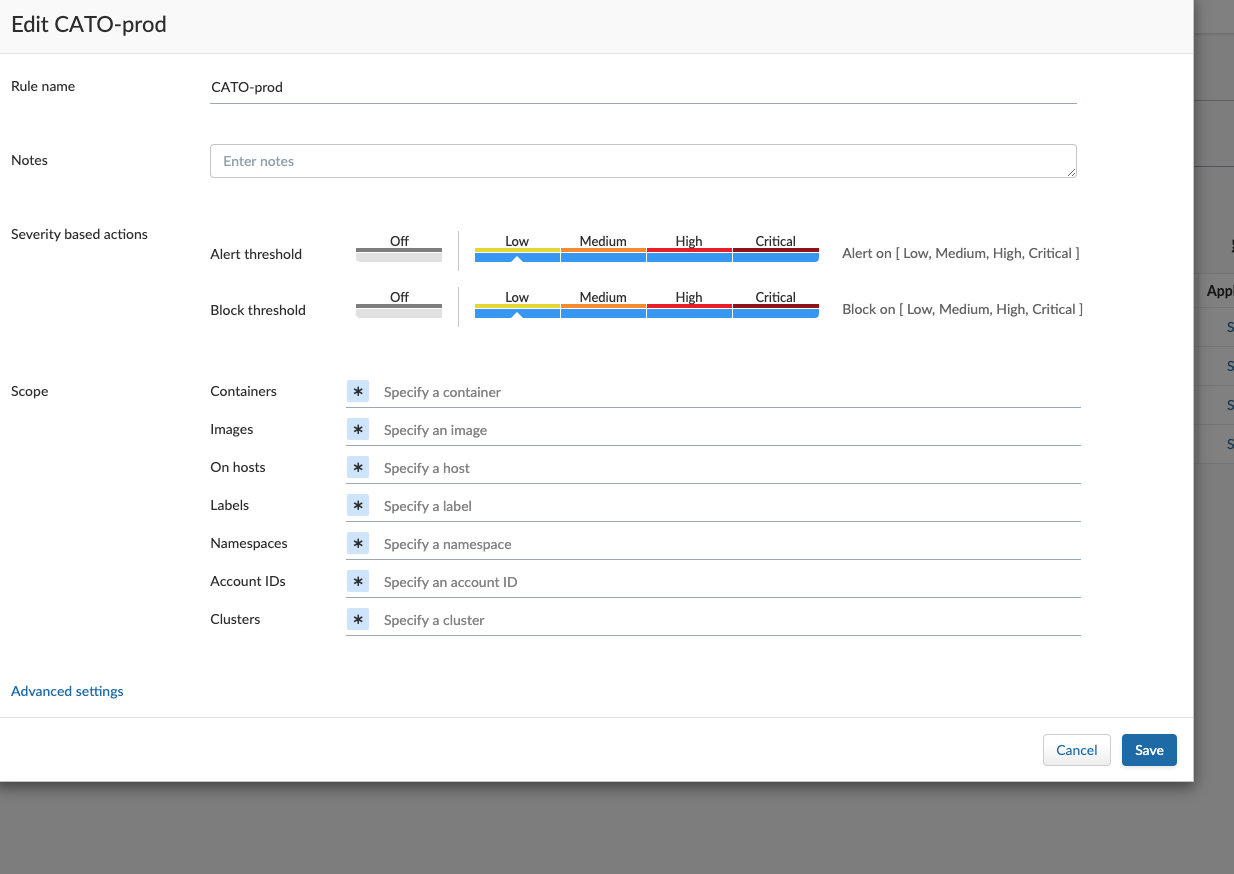 Edit CATO-prod
Rule name
CATO-prod
Notes
Enter notes
Severity based actions
Alert threshold
Off
Low Medium High Critical
Alert on [ Low, Medium, High, Critical ]
Block threshold
Off
Low Medium High Critical
Block on [ Low, Medium, High, Critical ]
Scope
Containers * Specify a container
Images * Specify an image
On hosts * Specify a host
Labels * Specify a label
Namespaces * Specify a namespace
Account IDs * Specify an account ID
Clusters * Specify a cluster
Advanced settings
Cancel Save